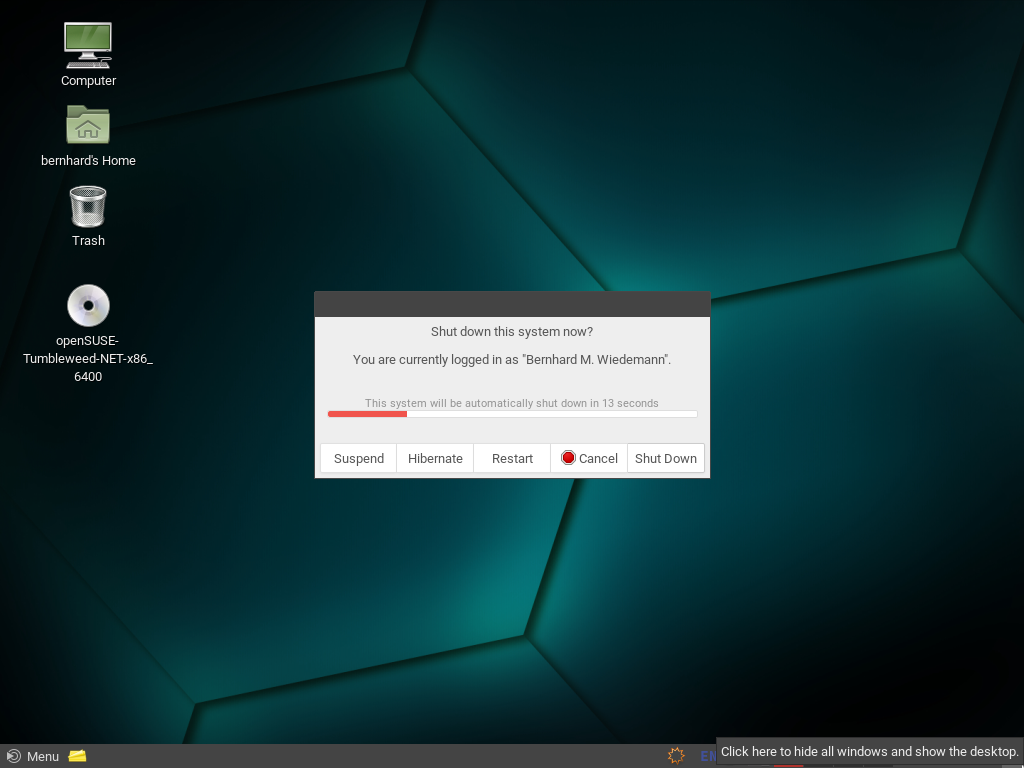 Computer
bernhard's Home
Trash
openSUSE-
Tumbleweed-NET-x86_
6400
Shut down this system now?
You are currently logged in as "Bernhard M. Wiedemann".
This system will be automatically shut down in 13 seconds
Suspend
Hibernate
Restart
Cancel
Shut Down
Menu
Click here to hide all windows and show the desktop.